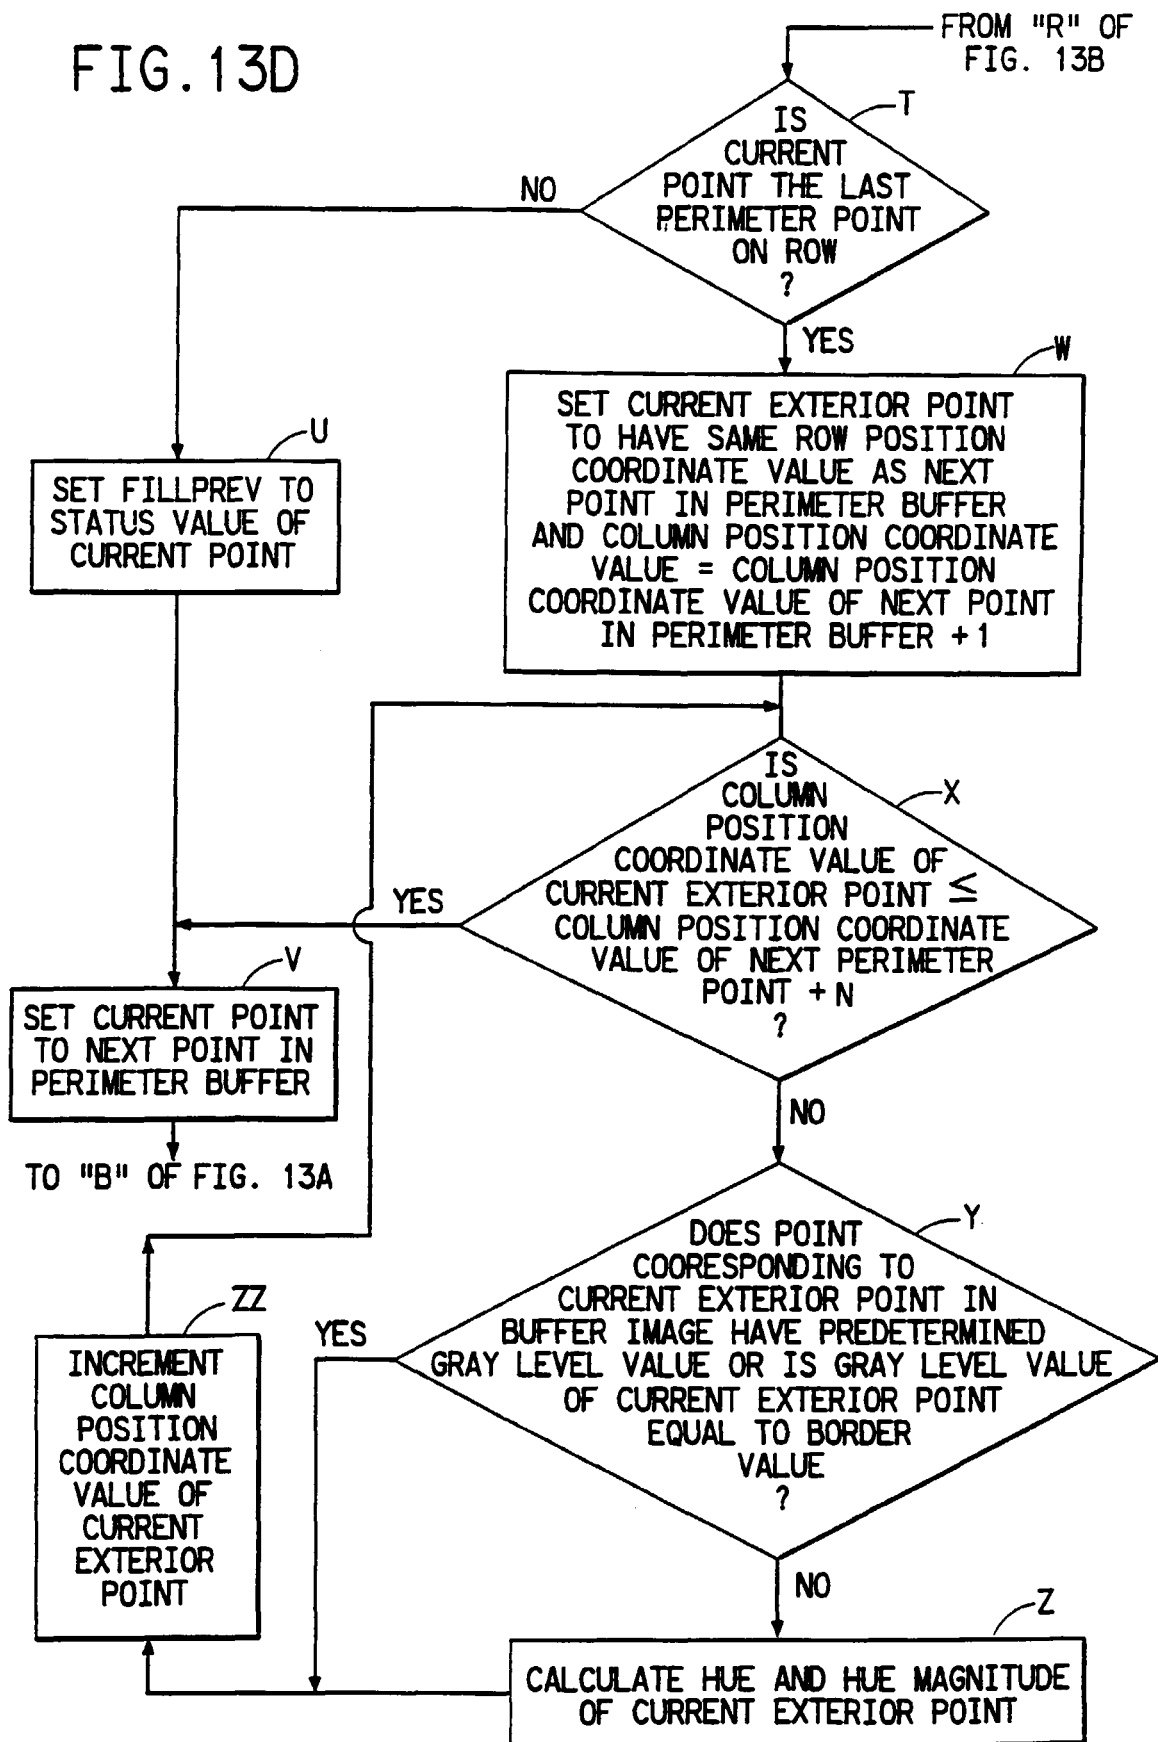 FIG. 13D
FROM "R" OF
FIG. 13B
T
IS
CURRENT
POINT THE LAST
PERIMETER POINT
ON ROW
?
NO
YES
W
SET CURRENT EXTERIOR POINT
TO HAVE SAME ROW POSITION
COORDINATE VALUE AS NEXT
POINT IN PERIMETER BUFFER
AND COLUMN POSITION COORDINATE
VALUE = COLUMN POSITION
COORDINATE VALUE OF NEXT POINT
IN PERIMETER BUFFER +1
U
SET FILLPREV TO
STATUS VALUE OF
CURRENT POINT
X
IS
COLUMN
POSITION
COORDINATE VALUE OF
CURRENT EXTERIOR POINT ≤
COLUMN POSITION COORDINATE
VALUE OF NEXT PERIMETER
POINT + N
?
YES
NO
V
SET CURRENT POINT
TO NEXT POINT IN
PERIMETER BUFFER
TO "B" OF FIG. 13A
Y
DOES POINT
COORESPONDING TO
CURRENT EXTERIOR POINT IN
BUFFER IMAGE HAVE PREDETERMINED
GRAY LEVEL VALUE OR IS GRAY LEVEL VALUE
OF CURRENT EXTERIOR POINT
EQUAL TO BORDER
VALUE
?
YES
NO
ZZ
INCREMENT
COLUMN
POSITION
COORDINATE
VALUE OF
CURRENT
EXTERIOR
POINT
Z
CALCULATE HUE AND HUE MAGNITUDE
OF CURRENT EXTERIOR POINT